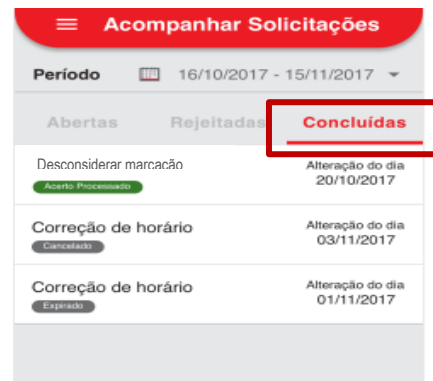 Acompanhar Solicitações
Período 16/10/2017 - 15/11/2017
Abertas Rejeitadas Concluídas
Desconsiderar marcacão Alteração do dia
Acerto Processado 20/10/2017
Correção de horário Alteração do dia
Cancelado 03/11/2017
Correção de horário Alteração do dia
Expirado 01/11/2017